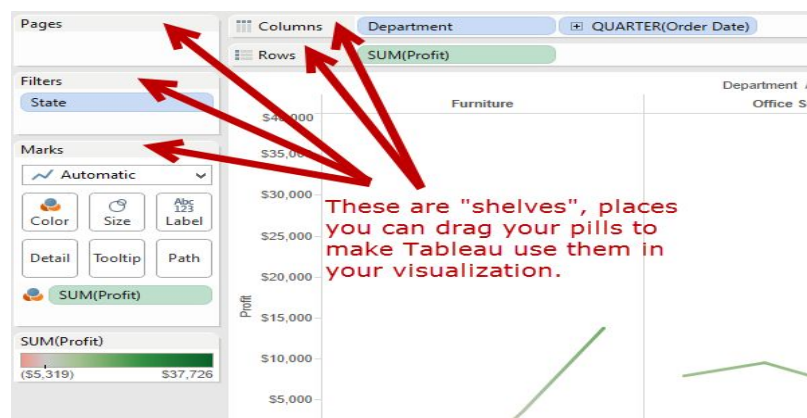 Pages
Columns Department QUARTER(Order Date)
Rows SUM(Profit)
Filters
State
Department
Furniture Office S
Marks
Automatic
Color Size Abc 123 Label
Detail Tooltip Path
SUM(Profit)
SUM(Profit)
($5,319) $37,726
Profit
$35,000
$30,000
$25,000
$20,000
$15,000
$10,000
$5,000
These are "shelves", places
you can drag your pills to
make Tableau use them in
your visualization.